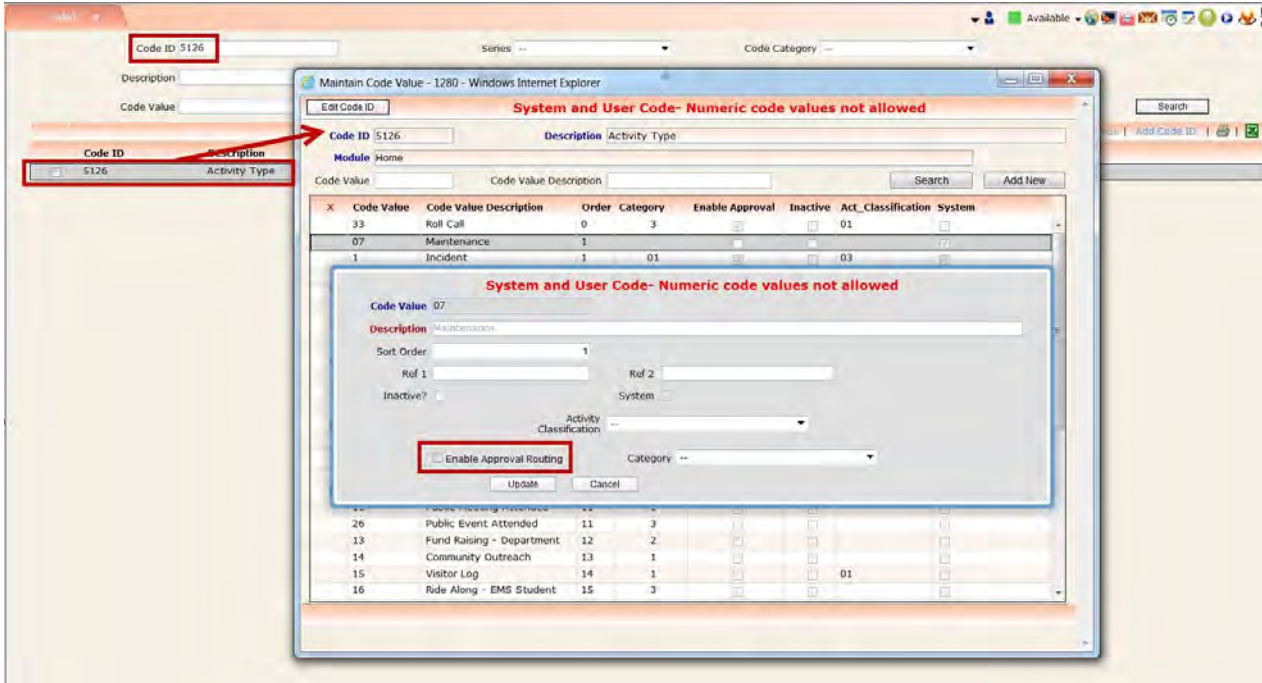 Available
Code ID 5126 Series -- Code Category --
Description
Code Value Search
Add Code ID
Code ID Description
5126 Activity Type
Maintain Code Value - 1280 - Windows Internet Explorer
Edit Code ID System and User Code- Numeric code values not allowed
Code ID 5126 Description Activity Type
Module Home
Code Value Code Value Description Search Add New
X Code Value Code Value Description Order Category Enable Approval Inactive Act_Classification System
33 Roll Call 0 3 01
07 Maintenance 1
1 Incident 1 01 03
System and User Code- Numeric code values not allowed
Code Value 07
Description Maintenance
Sort Order 1
Ref 1 Ref 2
Inactive? System
Activity Classification --
Enable Approval Routing Category --
Update Cancel
26 Public Event Attended 11 3
13 Fund Raising - Department 12 2
14 Community Outreach 13 1
15 Visitor Log 14 1 01
16 Ride Along - EMS Student 15 3